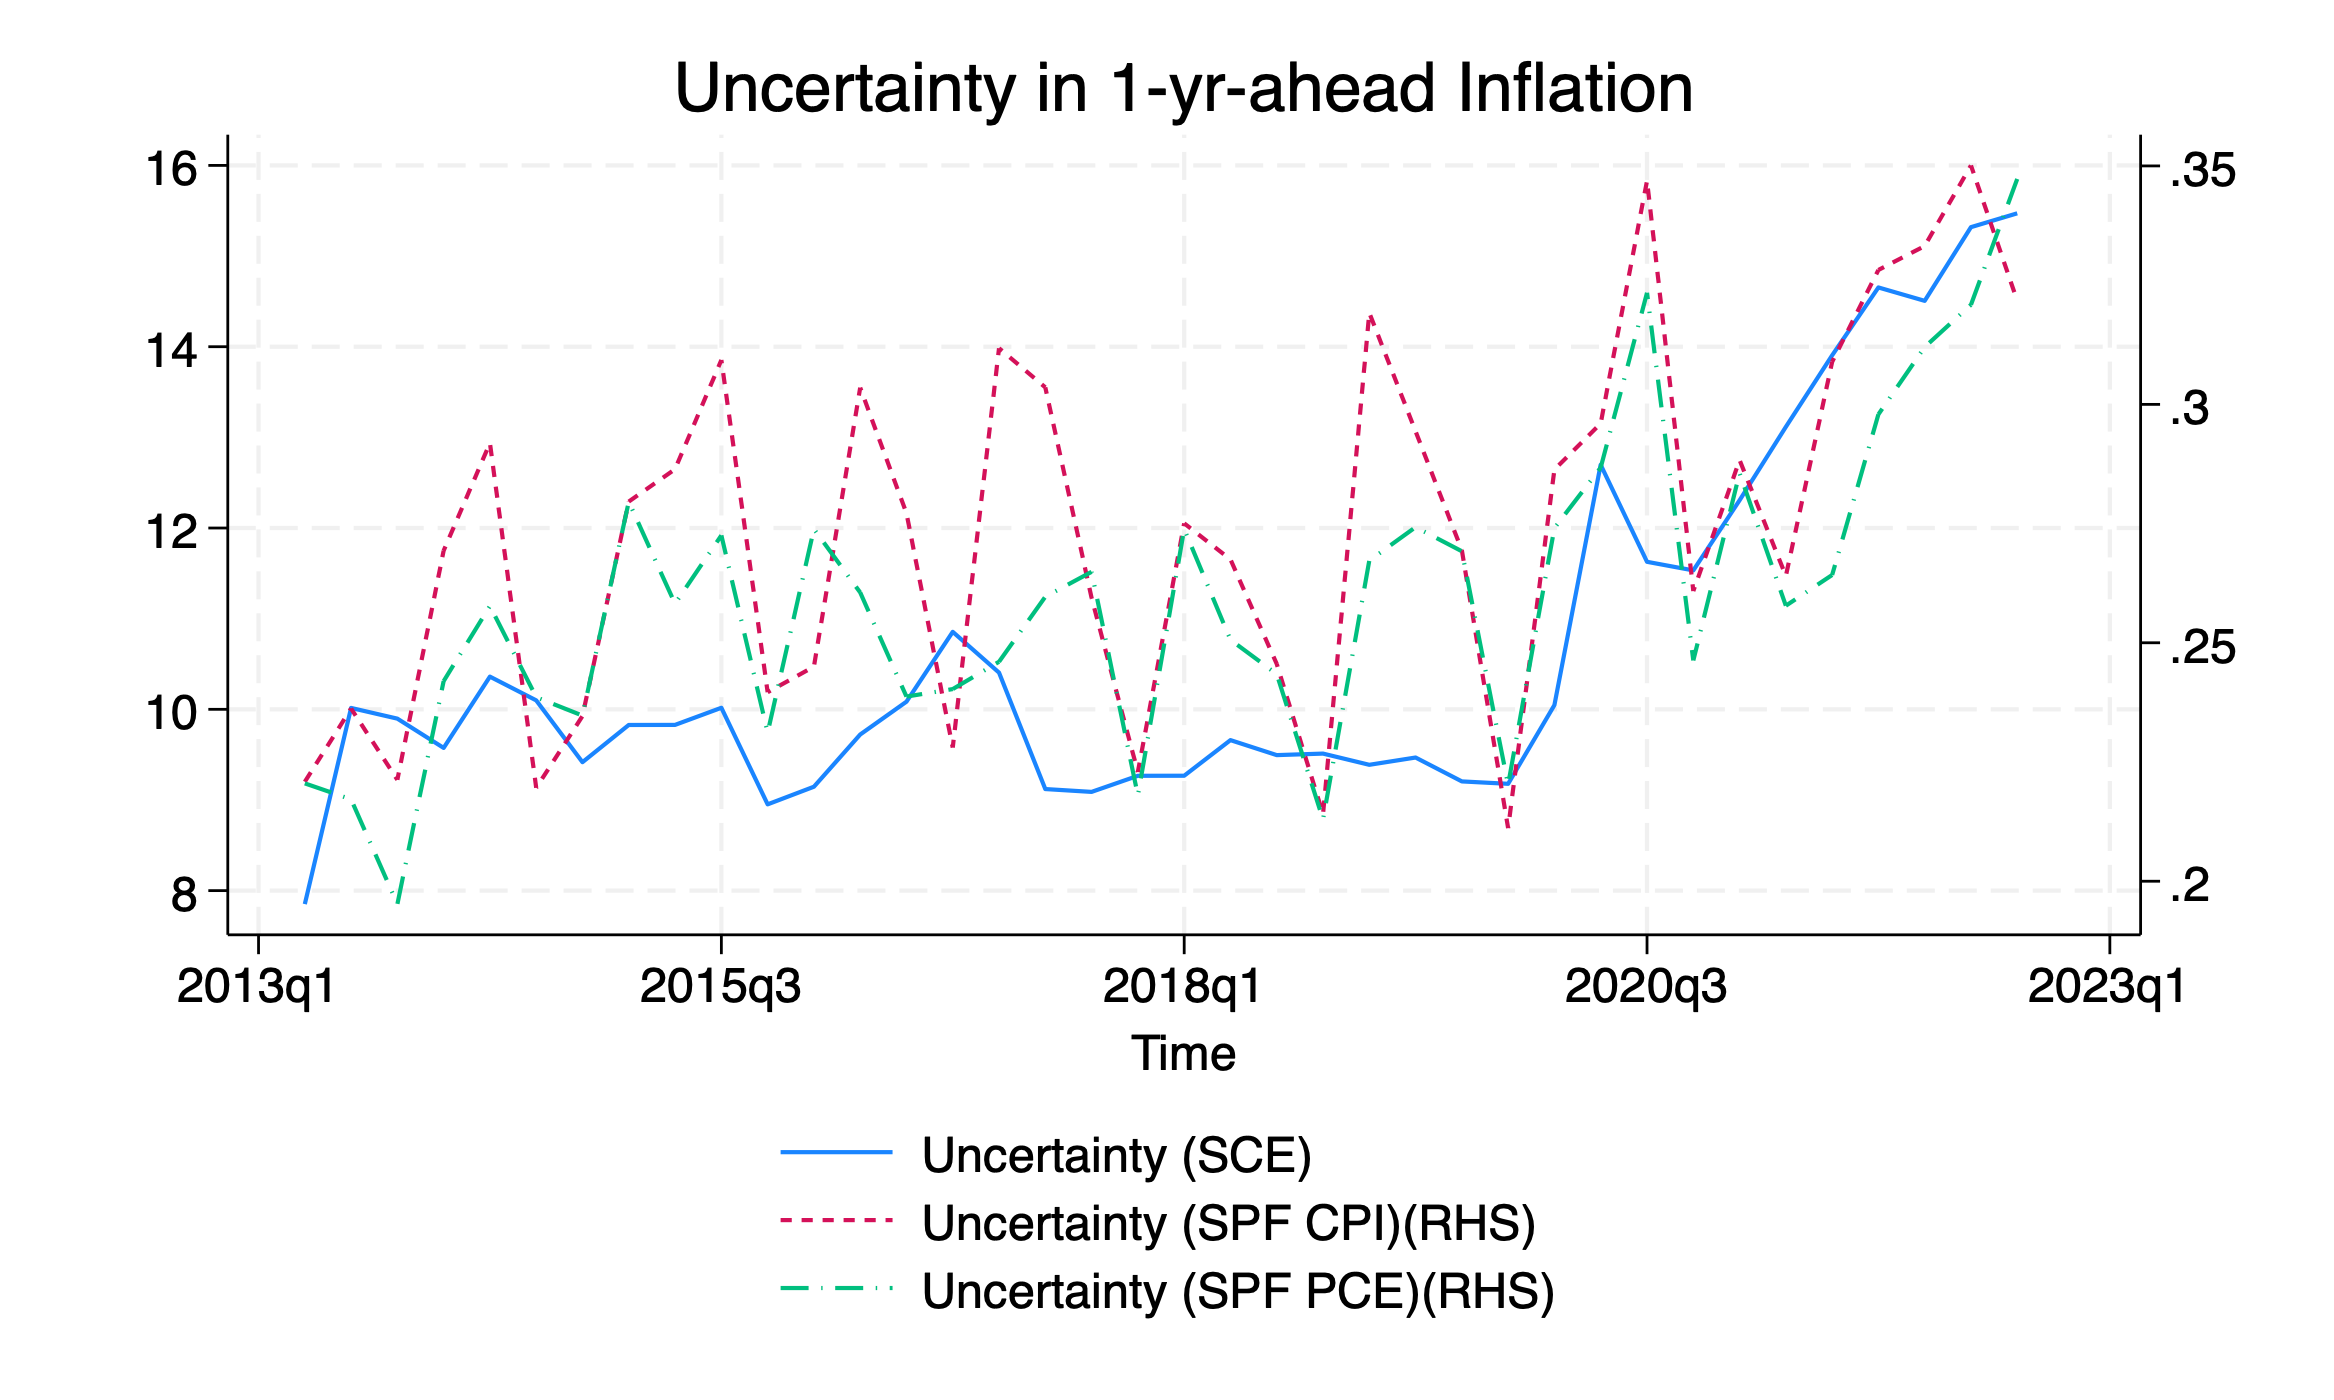 Uncertainty in 1-yr-ahead Inflation
16
14
12
10
8
.35
.3
.25
.2
2013q1 2015q3 2018q1 2020q3 2023q1
Time
Uncertainty (SCE)
Uncertainty (SPF CPI)(RHS)
Uncertainty (SPF PCE)(RHS)